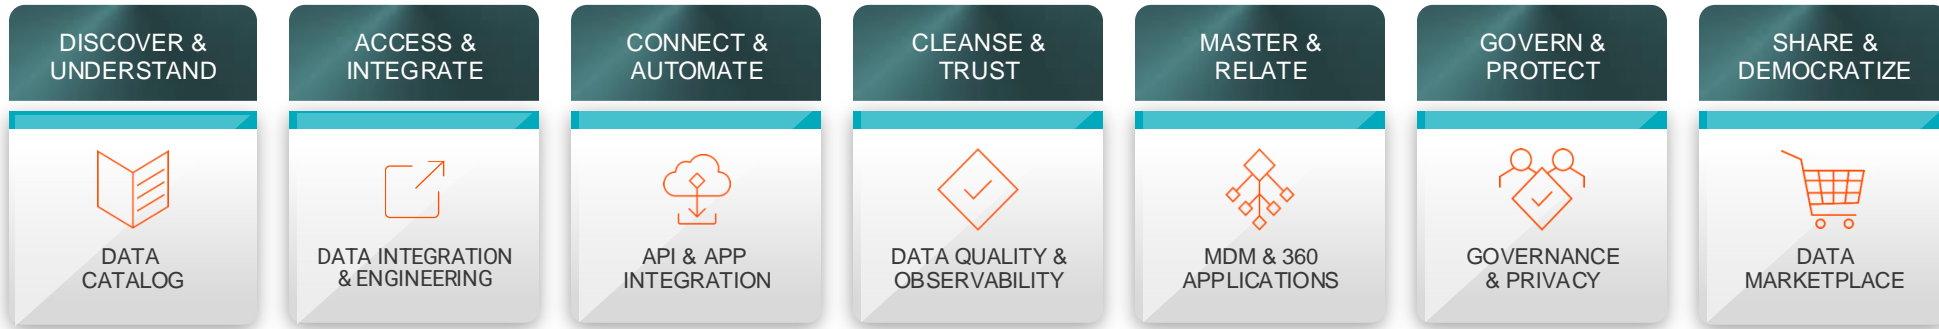 DISCOVER &
UNDERSTAND
DATA
CATALOG
ACCESS &
INTEGRATE
DATA INTEGRATION
& ENGINEERING
CONNECT &
AUTOMATE
API & APP
INTEGRATION
CLEANSE &
TRUST
DATA QUALITY &
OBSERVABILITY
MASTER &
RELATE
MDM & 360
APPLICATIONS
GOVERN &
PROTECT
GOVERNANCE
& PRIVACY
SHARE &
DEMOCRATIZE
DATA
MARKETPLACE